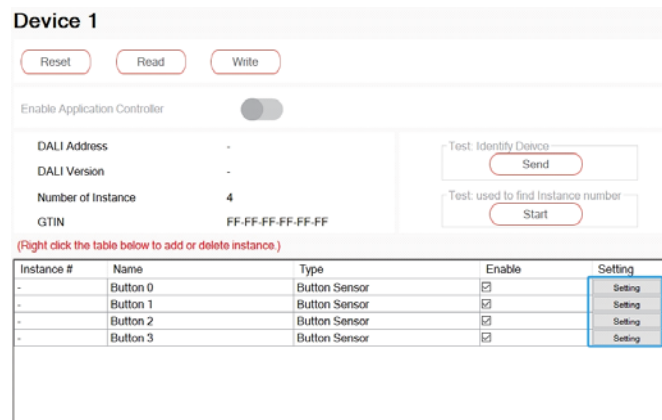 Device 1
Reset Read Write
Enable Application Controller
DALI Address -
Test: Identify Deivce
Send
DALI Version -
Number of Instance 4
Test: used to find Instance number
Start
GTIN FF-FF-FF-FF-FF-FF
(Right click the table below to add or delete instance.)
Instance # Name Type Enable Setting
- Button 0 Button Sensor Setting
- Button 1 Button Sensor Setting
- Button 2 Button Sensor Setting
- Button 3 Button Sensor Setting